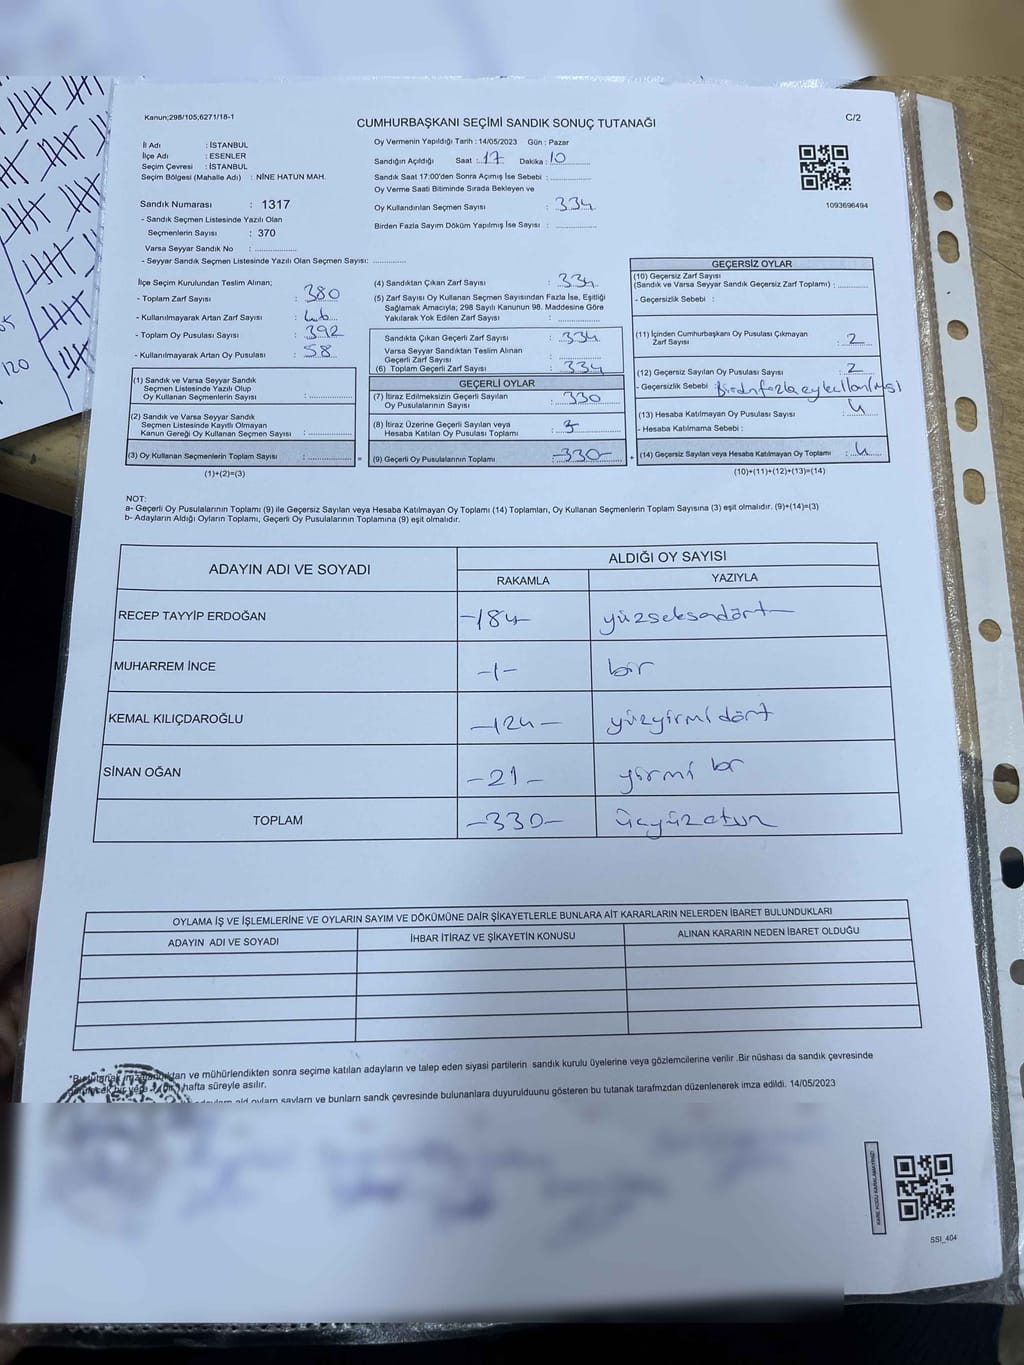 Kanun;298/105,6271/18-1
CUMHURBAŞKANI SEÇİMİ SANDIK SONUÇ TUTANAĞI
C/2
İl Adı : İSTANBUL
İlçe Adı : ESENLER
Seçim Çevresi : İSTANBUL
Seçim Bölgesi (Mahalle Adı) : NİNE HATUN MAH.
Sandık Numarası : 1317
- Sandık Seçmen Listesinde Yazılı Olan
Seçmenlerin Sayısı : 370
Varsa Seyyar Sandık No : ..............
- Seyyar Sandık Seçmen Listesinde Yazılı Olan Seçmen Sayısı: ............
Oy Vermenin Yapıldığı Tarih : 14/05/2023 Gün : Pazar
Sandığın Açıldığı Saat : 17 Dakika : 10
Sandık Saat 17:00'den Sonra Açımış İse Sebebi : ..............
Oy Verme Saati Bitiminde Sırada Bekleyen ve
Oy Kullandırılan Seçmen Sayısı : 334
Birden Fazla Sayım Döküm Yapılmış İse Sayısı : ..............
1093696494
İlçe Seçim Kurulundan Teslim Alınan;
- Toplam Zarf Sayısı : 380
- Kullanılmayarak Artan Zarf Sayısı :
- Toplam Oy Pusulası Sayısı : 392
- Kullanılmayarak Artan Oy Pusulası : 58
(1) Sandık ve Varsa Seyyar Sandık
Seçmen Listesinde Yazılı Olup
Oy Kullanan Seçmenlerin Sayısı : ..............
(2) Sandık ve Varsa Seyyar Sandık
Seçmen Listesinde Kayıtlı Olmayan
Kanun Gereği Oy Kullanan Seçmen Sayısı : ..............
(3) Oy Kullanan Seçmenlerin Toplam Sayısı : .............. =
(1)+(2)=(3)
(4) Sandıktan Çıkan Zarf Sayısı : 334
(5) Zarf Sayısı Oy Kullanan Seçmen Sayısından Fazla İse, Eşitliği
Sağlamak Amacıyla; 298 Sayılı Kanunun 98. Maddesine Göre
Yakılarak Yok Edilen Zarf Sayısı : ..............
Sandıkta Çıkan Geçerli Zarf Sayısı : 334
Varsa Seyyar Sandıktan Teslim Alınan
Geçerli Zarf Sayısı : ..............
(6) Toplam Geçerli Zarf Sayısı : 334
GEÇERLİ OYLAR
(7) İtiraz Edilmeksizin Geçerli Sayılan
Oy Pusulalarının Sayısı : 330
(8) İtiraz Üzerine Geçerli Sayılan veya
Hesaba Katılan Oy Pusulası Toplamı :
(9) Geçerli Oy Pusulalarının Toplamı : -330- +
GEÇERSİZ OYLAR
(10) Geçersiz Zarf Sayısı
(Sandık ve Varsa Seyyar Sandık Geçersiz Zarf Toplamı) : ............
- Geçersizlik Sebebi :
(11) İçinden Cumhurbaşkanı Oy Pusulası Çıkmayan
Zarf Sayısı : 2
(12) Geçersiz Sayılan Oy Pusulası Sayısı : 2
- Geçersizlik Sebebi :
(13) Hesaba Katılmayan Oy Pusulası Sayısı : 4
- Hesaba Katılmama Sebebi :
(14) Geçersiz Sayılan veya Hesaba Katılmayan Oy Toplamı : 4
(10)+(11)+(12)+(13)=(14)
NOT:
a- Geçerli Oy Pusulalarının Toplamı (9) ile Geçersiz Sayılan veya Hesaba Katılmayan Oy Toplamı (14) Toplamları, Oy Kullanan Seçmenlerin Toplam Sayısına (3) eşit olmalıdır. (9)+(14)=(3)
b- Adayların Aldığı Oyların Toplamı, Geçerli Oy Pusulalarının Toplamına (9) eşit olmalıdır.
ADAYIN ADI VE SOYADI ALDIĞI OY SAYISI
RAKAMLA YAZIYLA
RECEP TAYYİP ERDOĞAN -184- yüzseksendört
MUHARREM İNCE -1- bir
KEMAL KILIÇDAROĞLU -124- yüzyirmidört
SİNAN OĞAN -21- yirmi bir
TOPLAM -330- üçyüzotuz
OYLAMA İŞ VE İŞLEMLERİNE VE OYLARIN SAYIM VE DÖKÜMÜNE DAİR ŞİKAYETLERLE BUNLARA AİT KARARLARIN NELERDEN İBARET BULUNDUKLARI
ADAYIN ADI VE SOYADI İHBAR İTİRAZ VE ŞİKAYETİN KONUSU ALINAN KARARIN NEDEN İBARET OLDUĞU
ve mühürlendikten sonra seçime katılan adayların ve talep eden siyasi partilerin sandık kurulu üyelerine veya gözlemcilerine verilir .Bir nüshası da sandık çevresinde
hafta süreyle asılır.
ve bunların sandk çevresinde bulunanlara duyurulduunu gösteren bu tutanak tarafmzdan düzenlenerek imza edildi. 14/05/2023
SSI_404
120